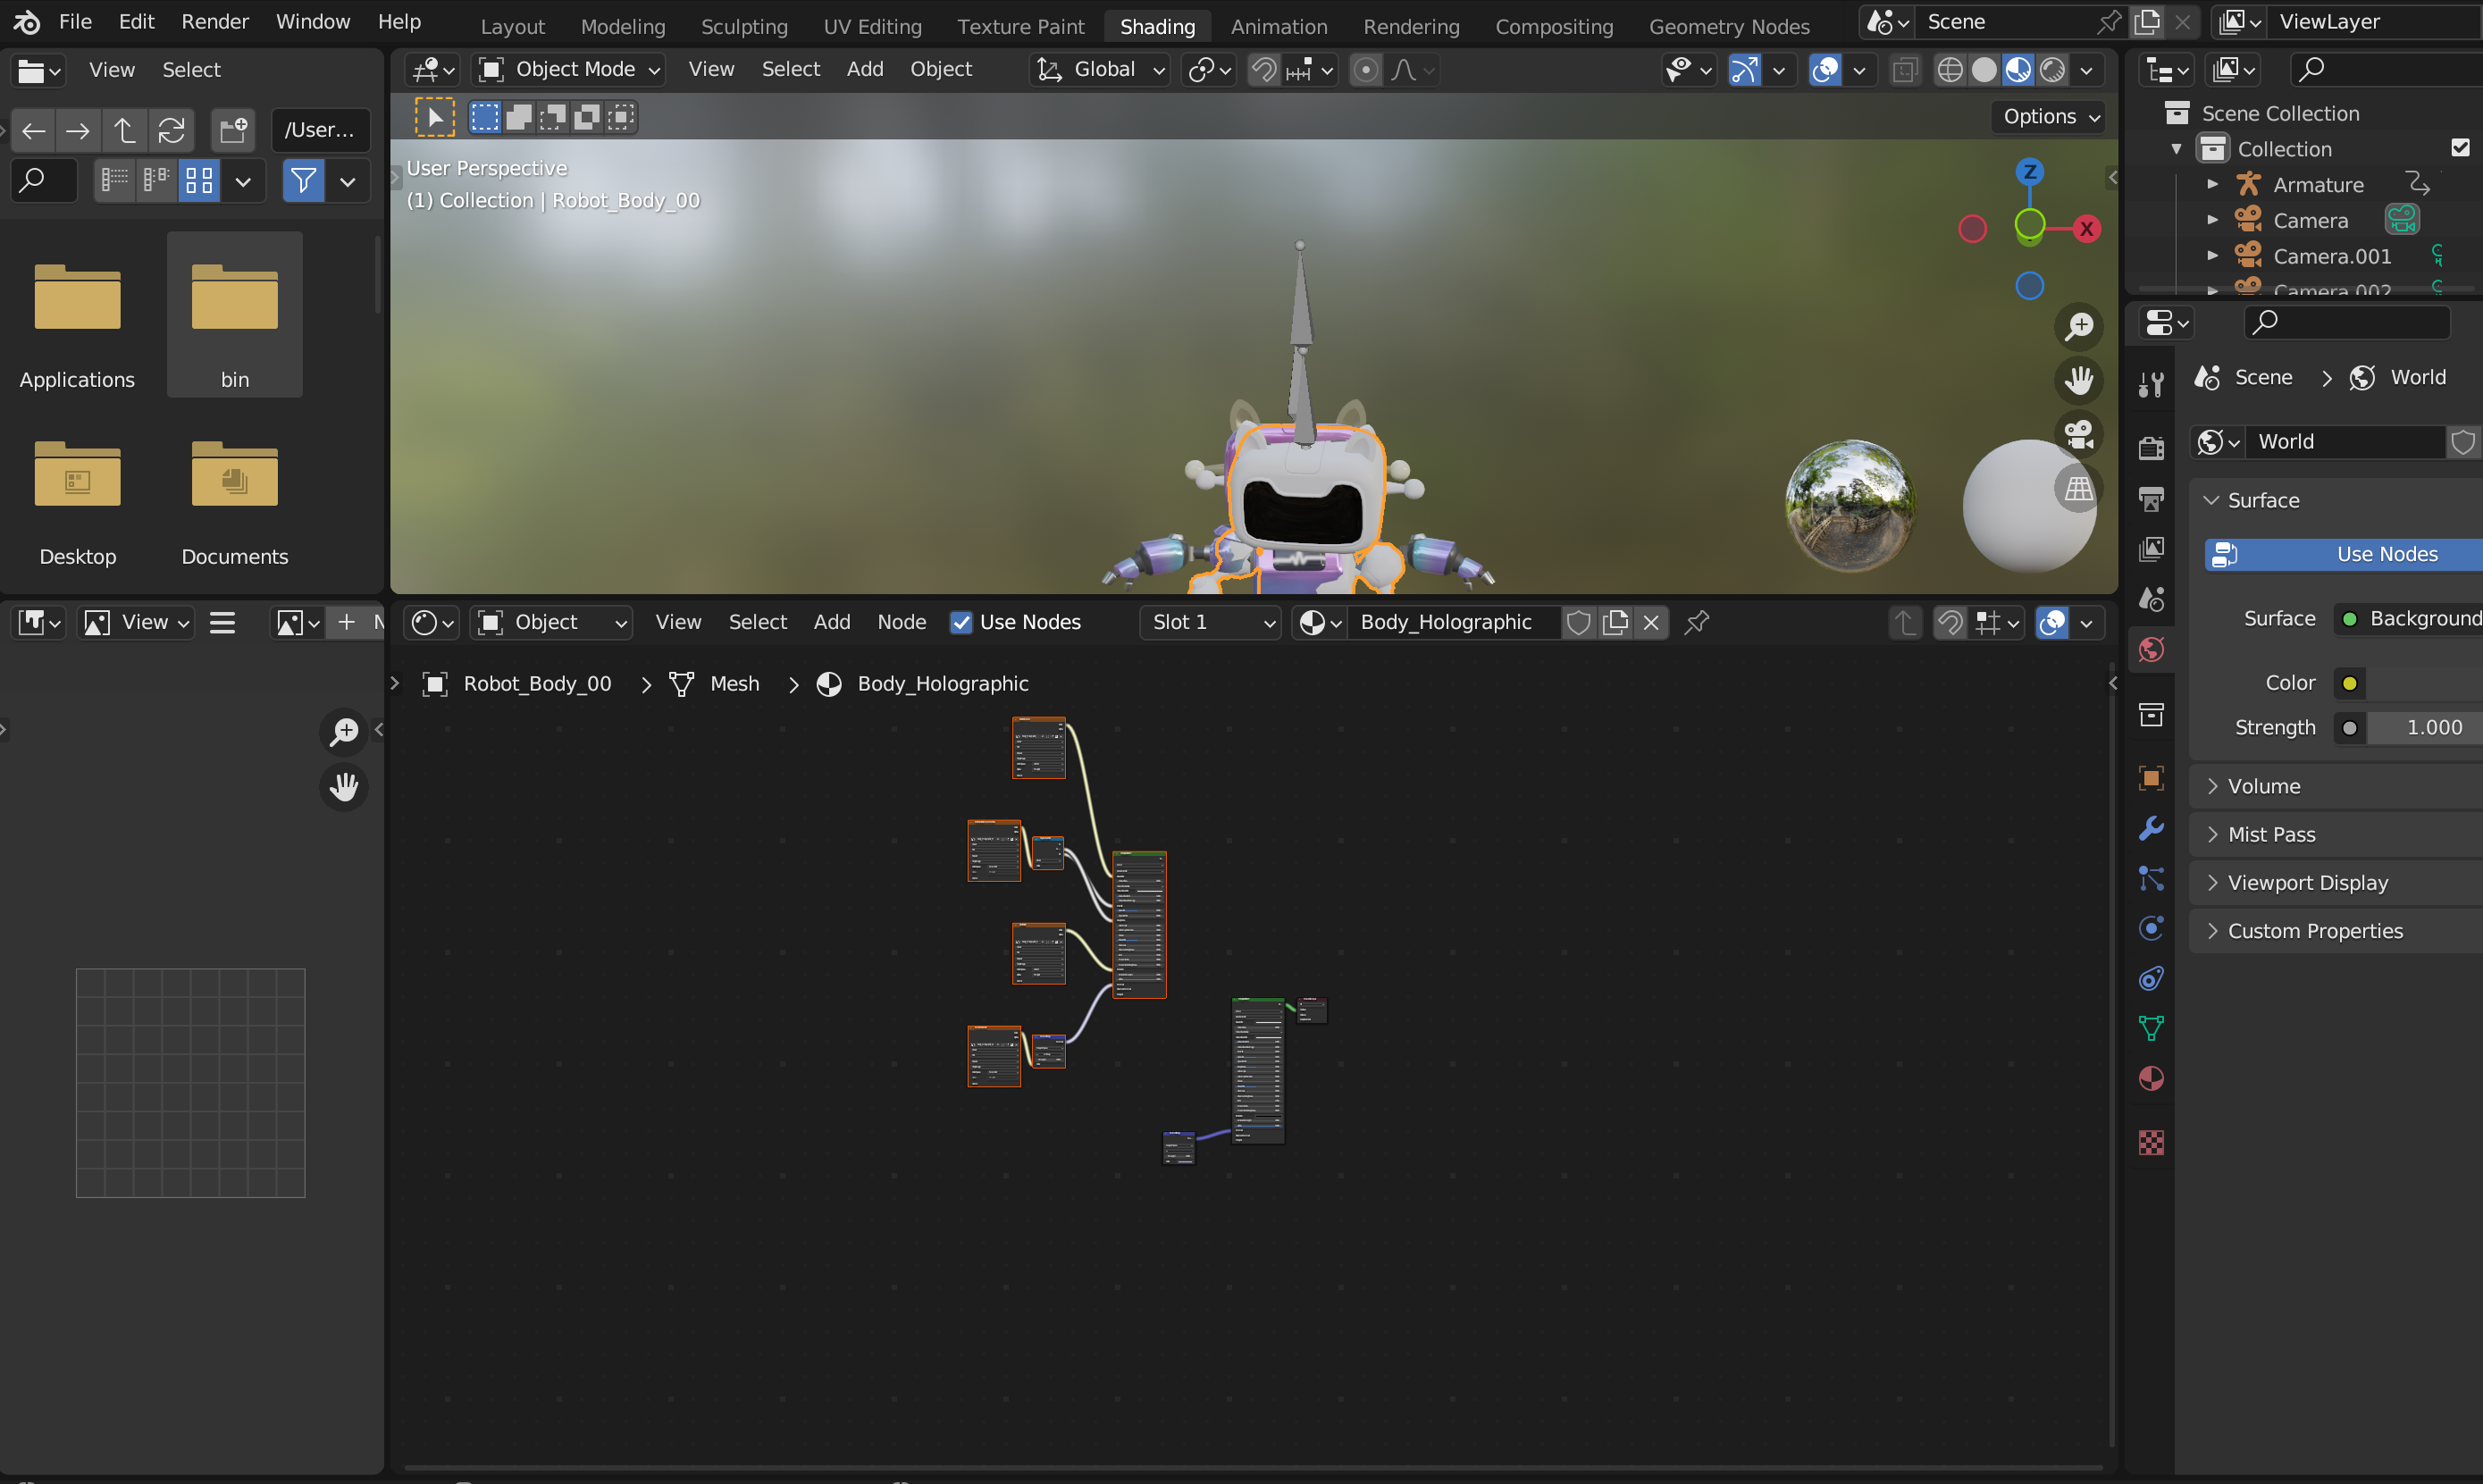 File Edit Render Window Help Layout Modeling Sculpting UV Editing Texture Paint Shading Animation Rendering Compositing Geometry Nodes Scene ViewLayer
View Select
Object Mode View Select Add Object Global
/User...
Options
User Perspective
(1) Collection | Robot_Body_00
Z
X
Applications bin
Desktop Documents
Scene Collection
Collection
Armature
Camera
Camera.001
Camera.002
Scene World
World
Surface
Use Nodes
Surface Background
Color
Strength 1.000
Volume
Mist Pass
Viewport Display
Custom Properties
View
Object View Select Add Node Use Nodes Slot 1 Body_Holographic
Robot_Body_00 Mesh Body_Holographic